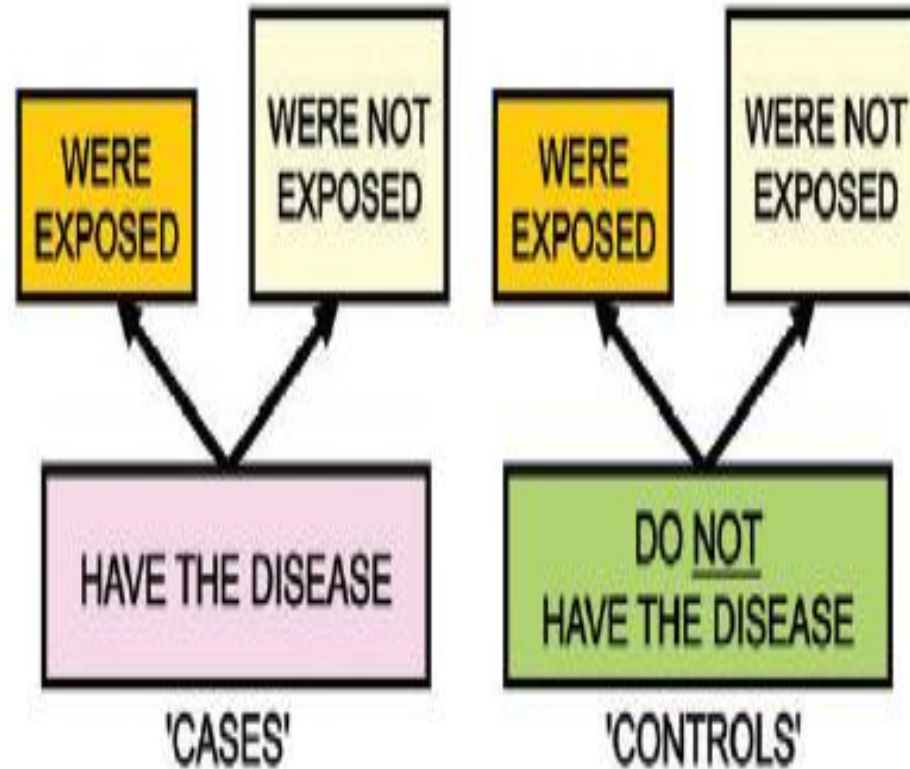 WERE
EXPOSED
WERE NOT
EXPOSED
WERE
EXPOSED
WERE NOT
EXPOSED
HAVE THE DISEASE
DO NOT
HAVE THE DISEASE
'CASES'
'CONTROLS'